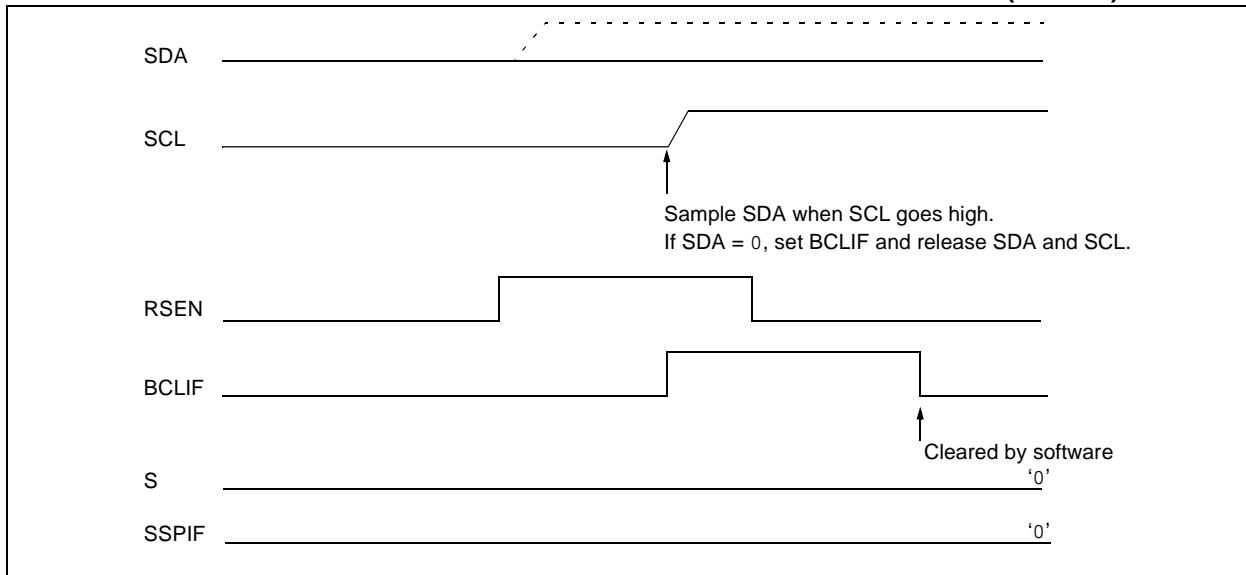 SDA
SCL
Sample SDA when SCL goes high.
If SDA = 0, set BCLIF and release SDA and SCL.
RSEN
BCLIF
Cleared by software
S
‘0’
SSPIF
‘0’